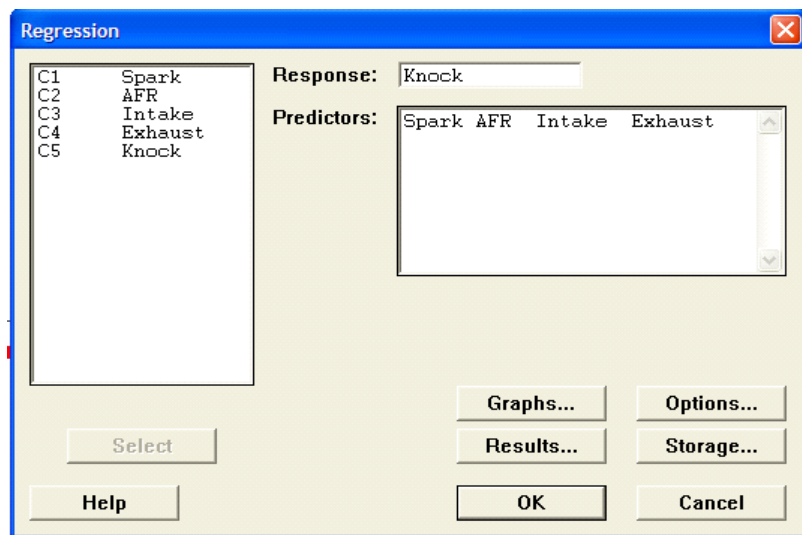 Regression
C1 Spark
C2 AFR
C3 Intake
C4 Exhaust
C5 Knock
Response: Knock
Predictors: Spark AFR Intake Exhaust
Graphs... Options...
Select Results... Storage...
Help OK Cancel